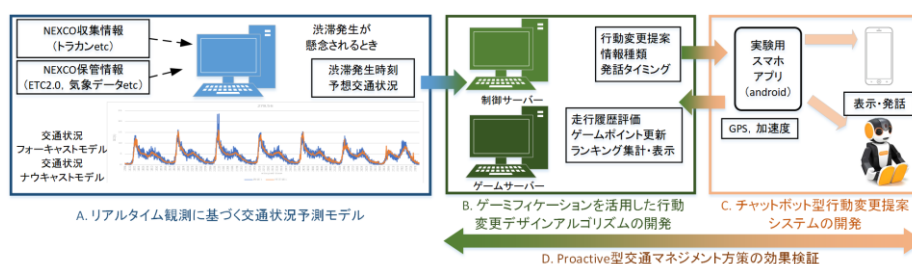 NEXCO収集情報
(トラカンetc)
NEXCO保管情報
(ETC2.0, 気象データetc)
渋滞発生が
懸念されるとき
渋滞発生時刻
予想交通状況
交通状況
フォーキャストモデル
交通状況
ナウキャストモデル
A. リアルタイム観測に基づく交通状況予測モデル
制御サーバー
ゲームサーバー
行動変更提案
情報種類
発話タイミング
走行履歴評価
ゲームポイント更新
ランキング集計・表示
B. ゲーミフィケーションを活用した行動
変更デザインアルゴリズムの開発
実験用
スマホ
アプリ
(android)
GPS, 加速度
表示・発話
C. チャットボット型行動変更提案
システムの開発
D. Proactive型交通マネジメント方策の効果検証